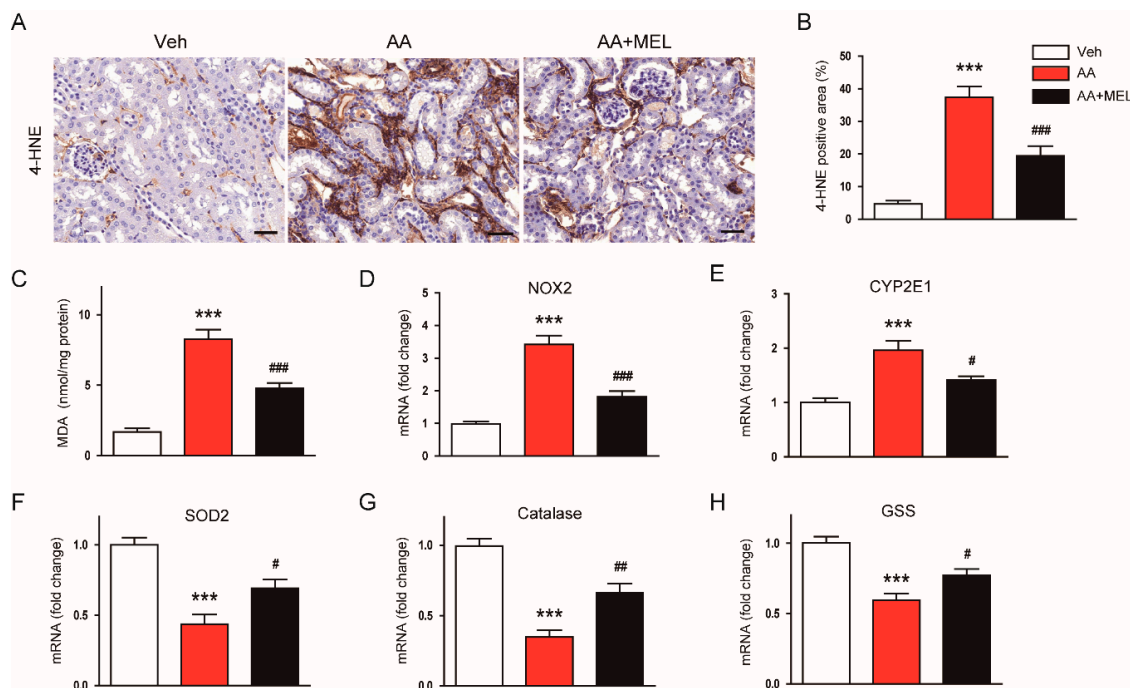 A
Veh
AA
AA+MEL
4-HNE
B
4-HNE positive area (%)
50
40
30
20
10
0
***
###
Veh
AA
AA+MEL
C
MDA (nmol/mg protein)
10
5
0
***
###
D
NOX2
mRNA (fold change)
5
4
3
2
1
0
***
###
E
CYP2E1
mRNA (fold change)
3
2
1
0
***
#
F
SOD2
mRNA (fold change)
1.0
0.5
0.0
***
#
G
Catalase
mRNA (fold change)
1.0
0.5
0.0
***
##
H
GSS
mRNA (fold change)
1.0
0.5
0.0
***
#